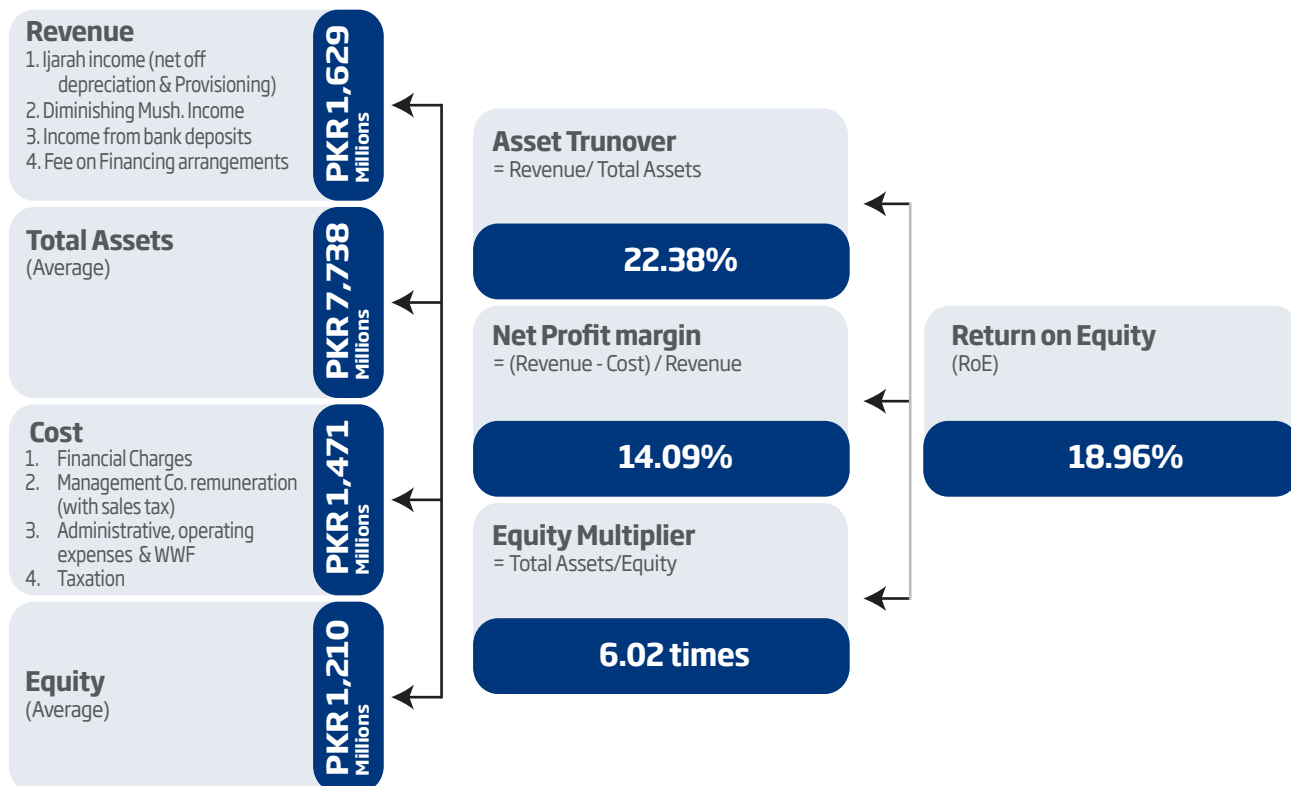 Revenue
1. Ijarah income (net off
depreciation & Provisioning)
2. Diminishing Mush. Income
3. Income from bank deposits
4. Fee on Financing arrangements
PKR 1,629
Millions
Total Assets
(Average)
PKR 7,738
Millions
Cost
1. Financial Charges
2. Management Co. remuneration
(with sales tax)
3. Administrative, operating
expenses & WWF
4. Taxation
PKR 1,471
Millions
Equity
(Average)
PKR 1,210
Millions
Asset Trunover
= Revenue/ Total Assets
22.38%
Net Profit margin
= (Revenue - Cost) / Revenue
14.09%
Equity Multiplier
= Total Assets/Equity
6.02 times
Return on Equity
(RoE)
18.96%